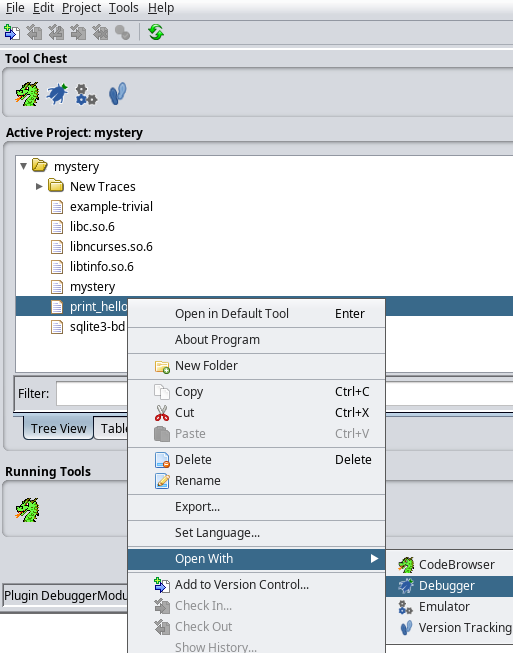 File Edit Project Tools Help
Tool Chest
Active Project: mystery
mystery
New Traces
example-trivial
libc.so.6
libncurses.so.6
libtinfo.so.6
mystery
print_hello
sqlite3-bd
Open in Default Tool Enter
About Program
New Folder
Copy Ctrl+C
Filter:
Cut Ctrl+X
Tree View
Paste Ctrl+V
Delete Delete
Running Tools
Rename
Export...
Set Language...
Open With
CodeBrowser
Add to Version Control...
Debugger
Plugin
Check In...
Emulator
Check Out
Version Tracking
Show History...